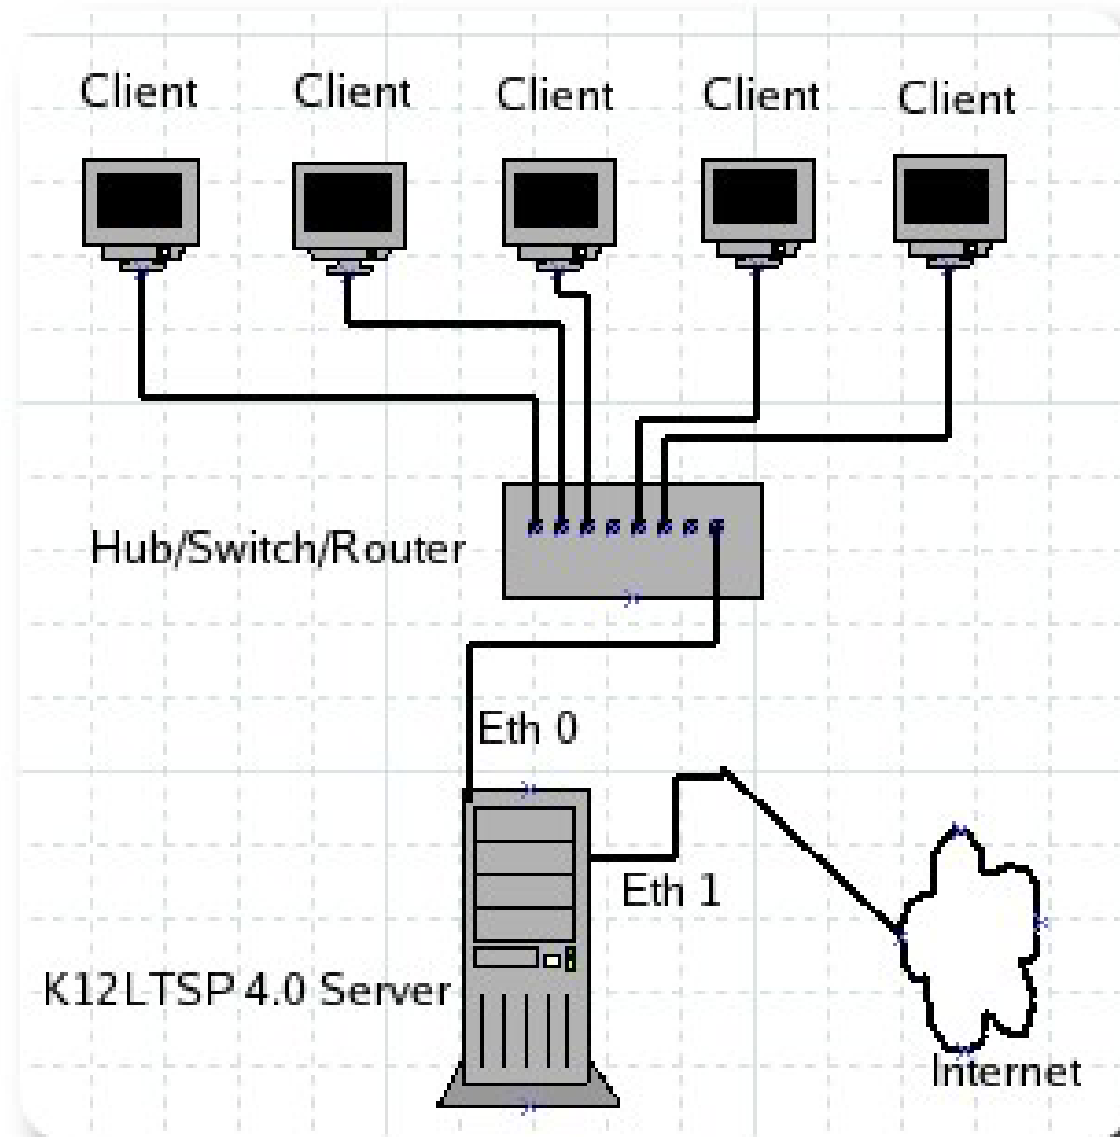 Client
Client
Client
Client
Client
Hub/Switch/Router
Eth 0
Eth 1
K12LTSP 4.0 Server
Internet